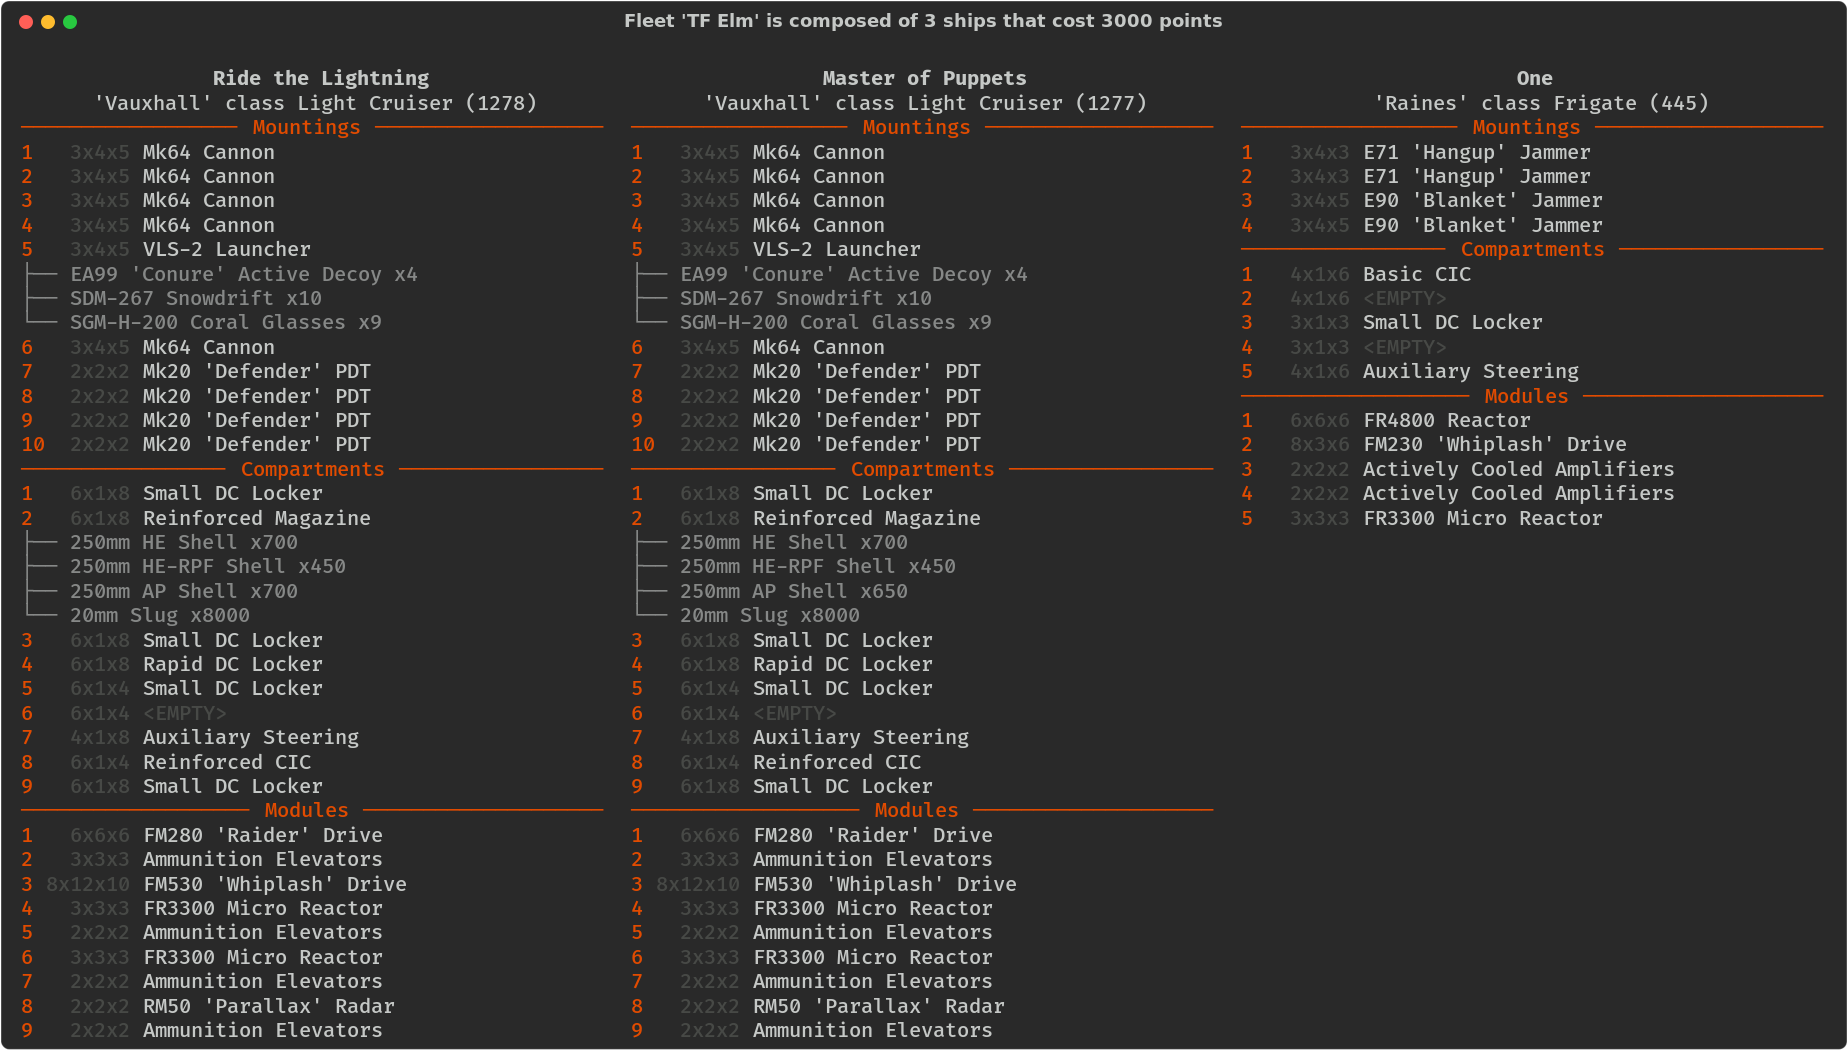 Fleet 'TF Elm' is composed of 3 ships that cost 3000 points
Ride the Lightning
'Vauxhall' class Light Cruiser (1278)
Mountings
1 3x4x5 Mk64 Cannon
2 3x4x5 Mk64 Cannon
3 3x4x5 Mk64 Cannon
4 3x4x5 Mk64 Cannon
5 3x4x5 VLS-2 Launcher
EA99 'Conure' Active Decoy x4
SDM-267 Snowdrift x10
SGM-H-200 Coral Glasses x9
6 3x4x5 Mk64 Cannon
7 2x2x2 Mk20 'Defender' PDT
8 2x2x2 Mk20 'Defender' PDT
9 2x2x2 Mk20 'Defender' PDT
10 2x2x2 Mk20 'Defender' PDT
Compartments
1 6x1x8 Small DC Locker
2 6x1x8 Reinforced Magazine
250mm HE Shell x700
250mm HE-RPF Shell x450
250mm AP Shell x700
20mm Slug x8000
3 6x1x8 Small DC Locker
4 6x1x8 Rapid DC Locker
5 6x1x4 Small DC Locker
6 6x1x4 <EMPTY>
7 4x1x8 Auxiliary Steering
8 6x1x4 Reinforced CIC
9 6x1x8 Small DC Locker
Modules
1 6x6x6 FM280 'Raider' Drive
2 3x3x3 Ammunition Elevators
3 8x12x10 FM530 'Whiplash' Drive
4 3x3x3 FR3300 Micro Reactor
5 2x2x2 Ammunition Elevators
6 3x3x3 FR3300 Micro Reactor
7 2x2x2 Ammunition Elevators
8 2x2x2 RM50 'Parallax' Radar
9 2x2x2 Ammunition Elevators
Master of Puppets
'Vauxhall' class Light Cruiser (1277)
Mountings
1 3x4x5 Mk64 Cannon
2 3x4x5 Mk64 Cannon
3 3x4x5 Mk64 Cannon
4 3x4x5 Mk64 Cannon
5 3x4x5 VLS-2 Launcher
EA99 'Conure' Active Decoy x4
SDM-267 Snowdrift x10
SGM-H-200 Coral Glasses x9
6 3x4x5 Mk64 Cannon
7 2x2x2 Mk20 'Defender' PDT
8 2x2x2 Mk20 'Defender' PDT
9 2x2x2 Mk20 'Defender' PDT
10 2x2x2 Mk20 'Defender' PDT
Compartments
1 6x1x8 Small DC Locker
2 6x1x8 Reinforced Magazine
250mm HE Shell x700
250mm HE-RPF Shell x450
250mm AP Shell x650
20mm Slug x8000
3 6x1x8 Small DC Locker
4 6x1x8 Rapid DC Locker
5 6x1x4 Small DC Locker
6 6x1x4 <EMPTY>
7 4x1x8 Auxiliary Steering
8 6x1x4 Reinforced CIC
9 6x1x8 Small DC Locker
Modules
1 6x6x6 FM280 'Raider' Drive
2 3x3x3 Ammunition Elevators
3 8x12x10 FM530 'Whiplash' Drive
4 3x3x3 FR3300 Micro Reactor
5 2x2x2 Ammunition Elevators
6 3x3x3 FR3300 Micro Reactor
7 2x2x2 Ammunition Elevators
8 2x2x2 RM50 'Parallax' Radar
9 2x2x2 Ammunition Elevators
One
'Raines' class Frigate (445)
Mountings
1 3x4x3 E71 'Hangup' Jammer
2 3x4x3 E71 'Hangup' Jammer
3 3x4x5 E90 'Blanket' Jammer
4 3x4x5 E90 'Blanket' Jammer
Compartments
1 4x1x6 Basic CIC
2 4x1x6 <EMPTY>
3 3x1x3 Small DC Locker
4 3x1x3 <EMPTY>
5 4x1x6 Auxiliary Steering
Modules
1 6x6x6 FR4800 Reactor
2 8x3x6 FM230 'Whiplash' Drive
3 2x2x2 Actively Cooled Amplifiers
4 2x2x2 Actively Cooled Amplifiers
5 3x3x3 FR3300 Micro Reactor